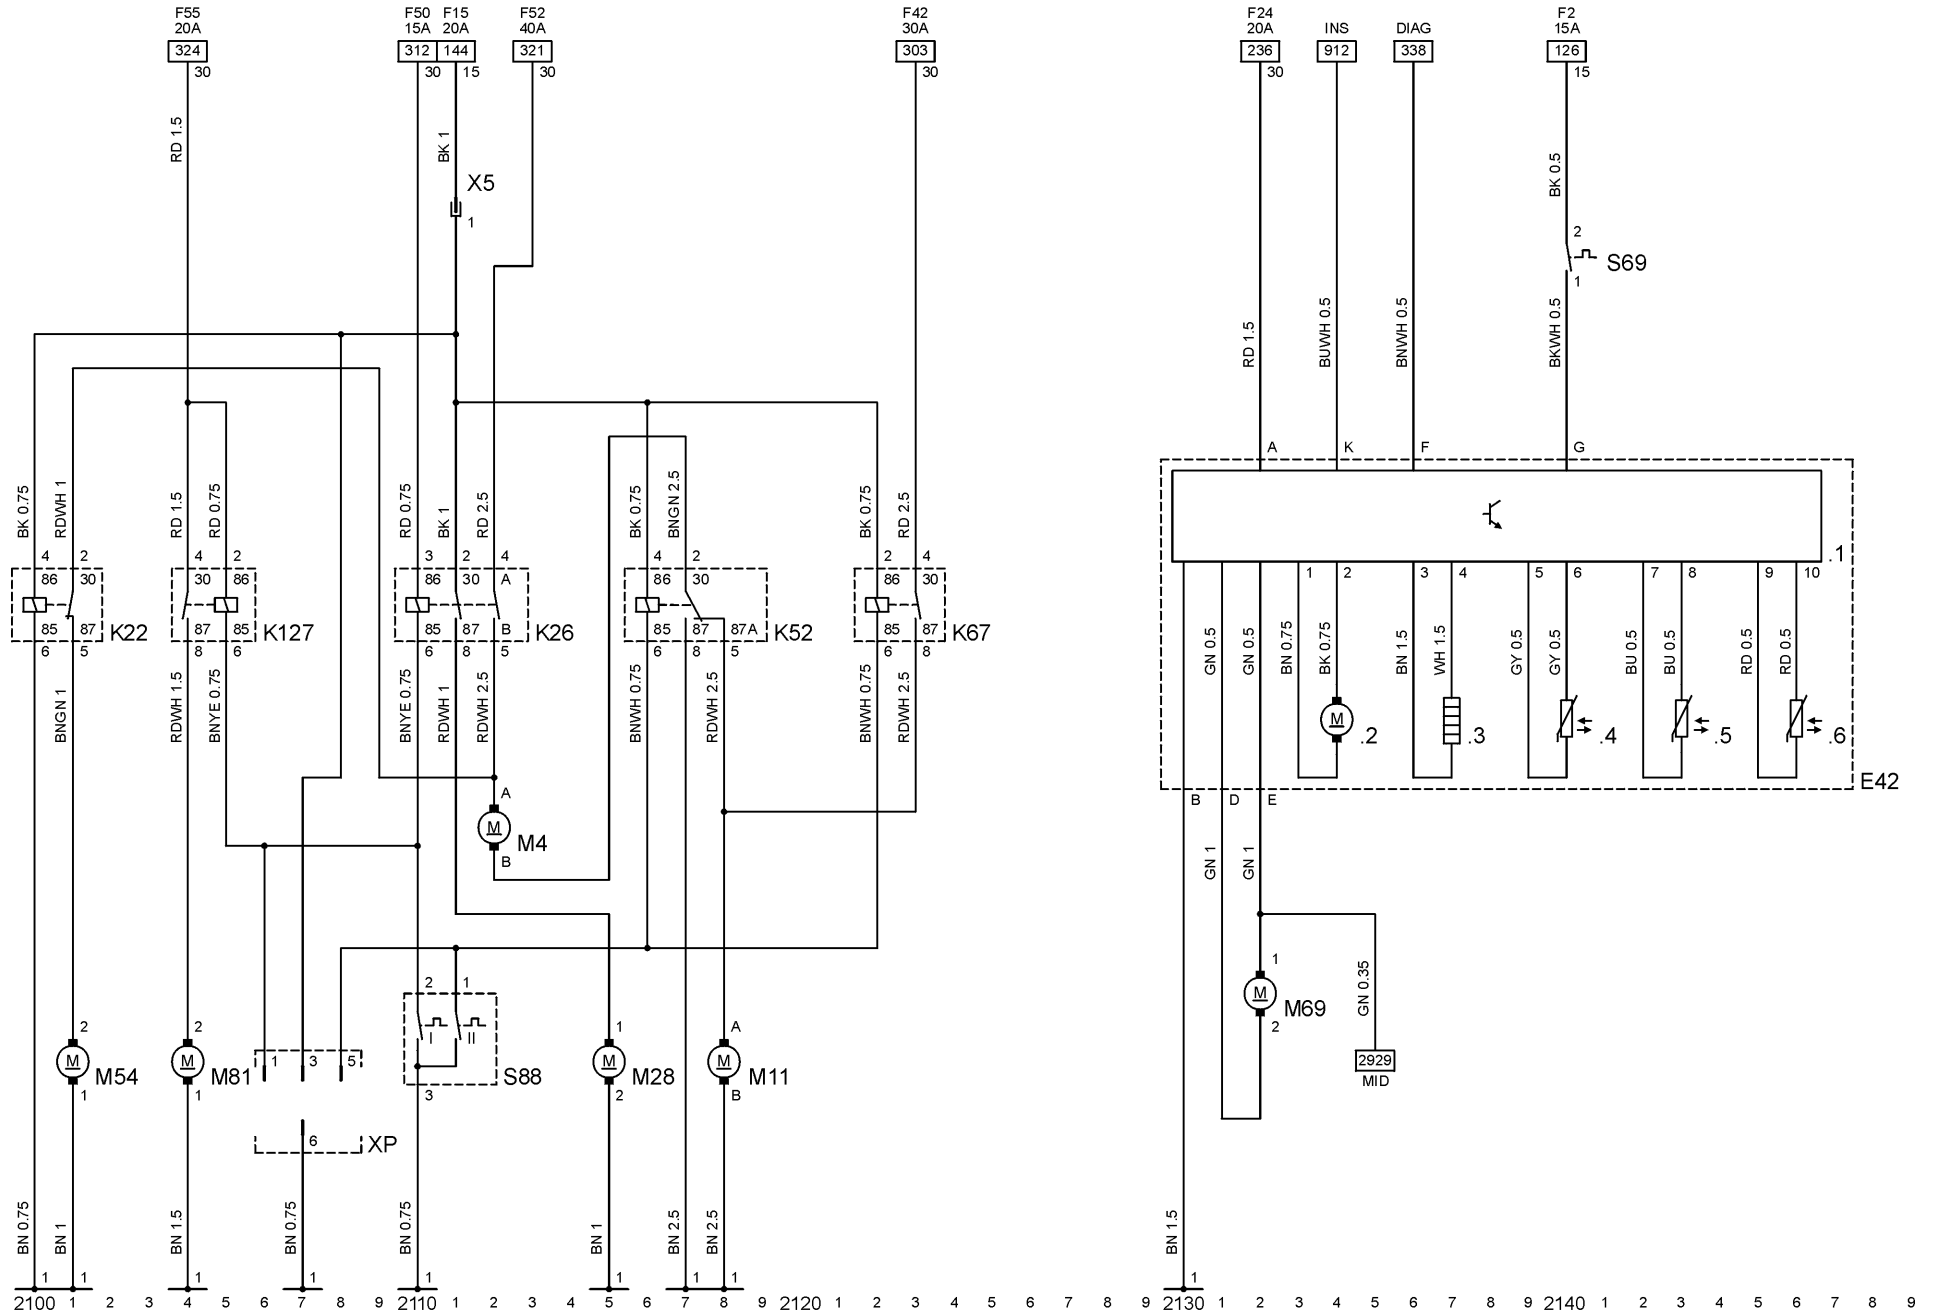 F55 F50 F15 F52 F42 F24 F2
20A 15A 20A 40A 30A 20A INS DIAG 15A
324 312 144 321 303 236 912 338 126
30 30 15 30 30 30 15
RD 1.5
BK 1
BK 0.5
X5
1
2
S69
1
RD 1.5
BUWH 0.5
BNWH 0.5
BKWH 0.5
A K F G
BK 0.75
RDWH 1
RD 1.5
RD 0.75
RD 0.75
BK 1
RD 2.5
BK 0.75
BNGN 2.5
BK 0.75
RD 2.5
4 2 4 2 3 2 4 4 2 2 4
86 30 30 86 86 30 A 86 30 86 30
85 87 87 85 85 87 B 85 87 87A 85 87
K22 K127 K26 K52 K67
6 5 8 6 6 8 5 6 8 5 6 8
.1
1 2 3 4 5 6 7 8 9 10
BNGN 1
RDWH 1.5
BNYE 0.75
BNYE 0.75
RDWH 1
RDWH 2.5
BNWH 0.75
RDWH 2.5
BNWH 0.75
RDWH 2.5
GN 0.5
GN 0.5
BN 0.75
BK 0.75
BN 1.5
WH 1.5
GY 0.5
GY 0.5
BU 0.5
BU 0.5
RD 0.5
RD 0.5
M
.2 .3 .4 .5 .6
E42
B D E
A
M
M4
B
GN 1
GN 1
1
M
M69
2
GN 0.35
2929
MID
2 1
I II
S88
3
2
M
M54
1
2
M
M81
1
1 3 5
6
XP
1
M
M28
2
A
M
M11
B
BN 0.75
BN 1
BN 1.5
BN 0.75
BN 0.75
BN 1
BN 2.5
BN 2.5
BN 1.5
1 1 1 1 1 1 1 1 1
2100 1 2 3 4 5 6 7 8 9 2110 1 2 3 4 5 6 7 8 9 2120 1 2 3 4 5 6 7 8 9 2130 1 2 3 4 5 6 7 8 9 2140 1 2 3 4 5 6 7 8 9